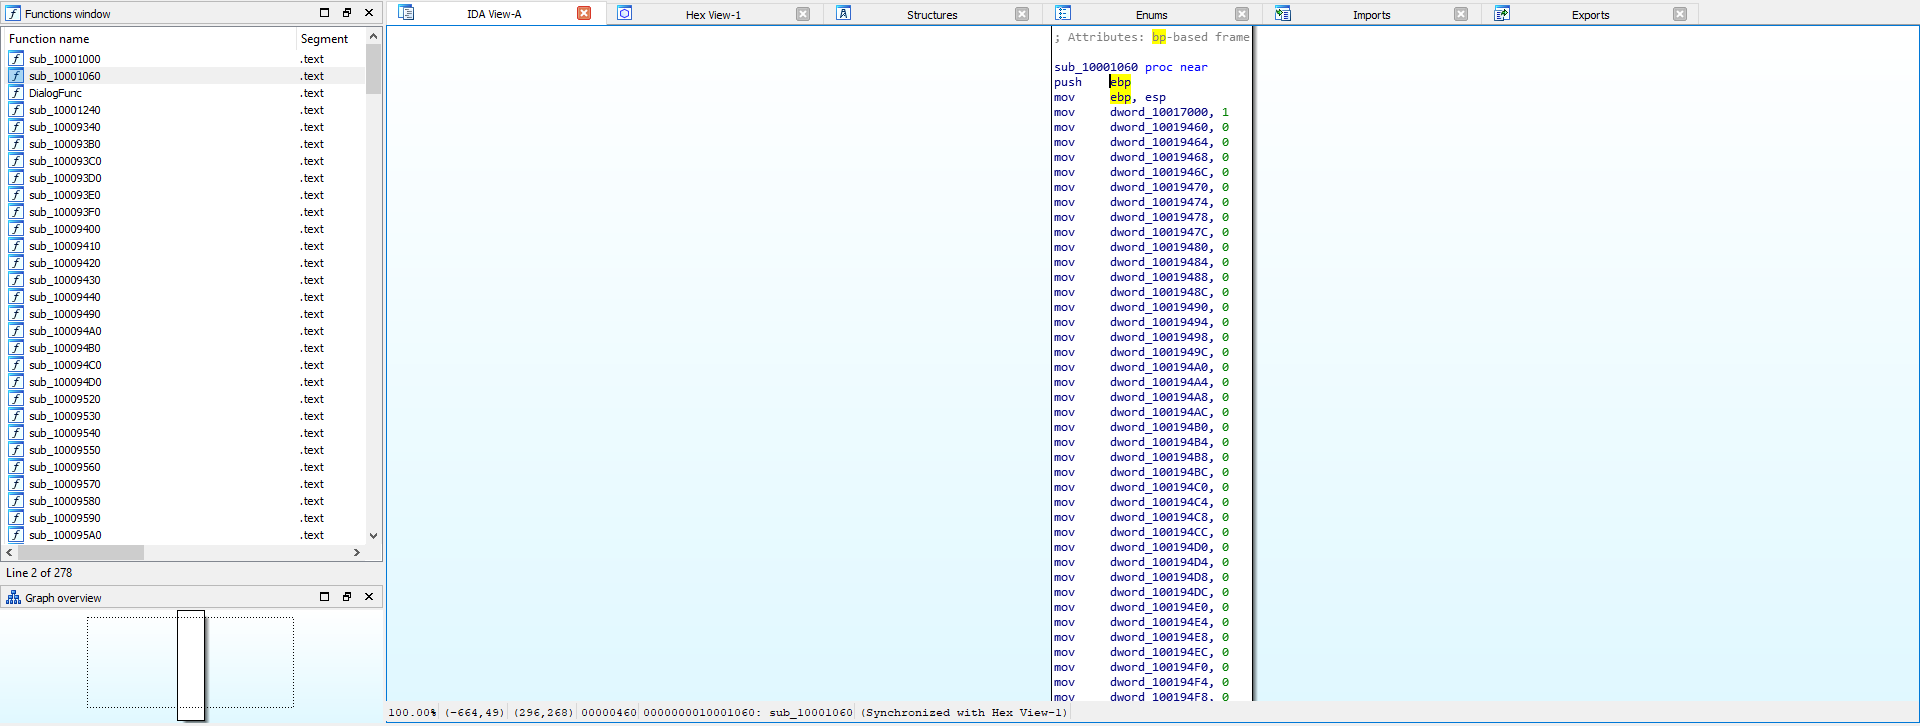 Functions window
Function name Segment
sub_10001000 .text
sub_10001060 .text
DialogFunc .text
sub_10001240 .text
sub_10009340 .text
sub_100093B0 .text
sub_100093C0 .text
sub_100093D0 .text
sub_100093E0 .text
sub_100093F0 .text
sub_10009400 .text
sub_10009410 .text
sub_10009420 .text
sub_10009430 .text
sub_10009440 .text
sub_10009490 .text
sub_100094A0 .text
sub_100094B0 .text
sub_100094C0 .text
sub_100094D0 .text
sub_10009520 .text
sub_10009530 .text
sub_10009540 .text
sub_10009550 .text
sub_10009560 .text
sub_10009570 .text
sub_10009580 .text
sub_10009590 .text
sub_100095A0 .text
Line 2 of 278
Graph overview
IDA View-A Hex View-1 Structures Enums Imports Exports
; Attributes: bp-based frame
sub_10001060 proc near
push ebp
mov ebp, esp
mov dword_10017000, 1
mov dword_10019460, 0
mov dword_10019464, 0
mov dword_10019468, 0
mov dword_1001946C, 0
mov dword_10019470, 0
mov dword_10019474, 0
mov dword_10019478, 0
mov dword_1001947C, 0
mov dword_10019480, 0
mov dword_10019484, 0
mov dword_10019488, 0
mov dword_1001948C, 0
mov dword_10019490, 0
mov dword_10019494, 0
mov dword_10019498, 0
mov dword_1001949C, 0
mov dword_100194A0, 0
mov dword_100194A4, 0
mov dword_100194A8, 0
mov dword_100194AC, 0
mov dword_100194B0, 0
mov dword_100194B4, 0
mov dword_100194B8, 0
mov dword_100194BC, 0
mov dword_100194C0, 0
mov dword_100194C4, 0
mov dword_100194C8, 0
mov dword_100194CC, 0
mov dword_100194D0, 0
mov dword_100194D4, 0
mov dword_100194D8, 0
mov dword_100194DC, 0
mov dword_100194E0, 0
mov dword_100194E4, 0
mov dword_100194E8, 0
mov dword_100194EC, 0
mov dword_100194F0, 0
mov dword_100194F4, 0
mov dword_100194F8, 0
100.00% (-664,49) (296,268) 00000460 0000000010001060: sub_10001060 (Synchronized with Hex View-1)